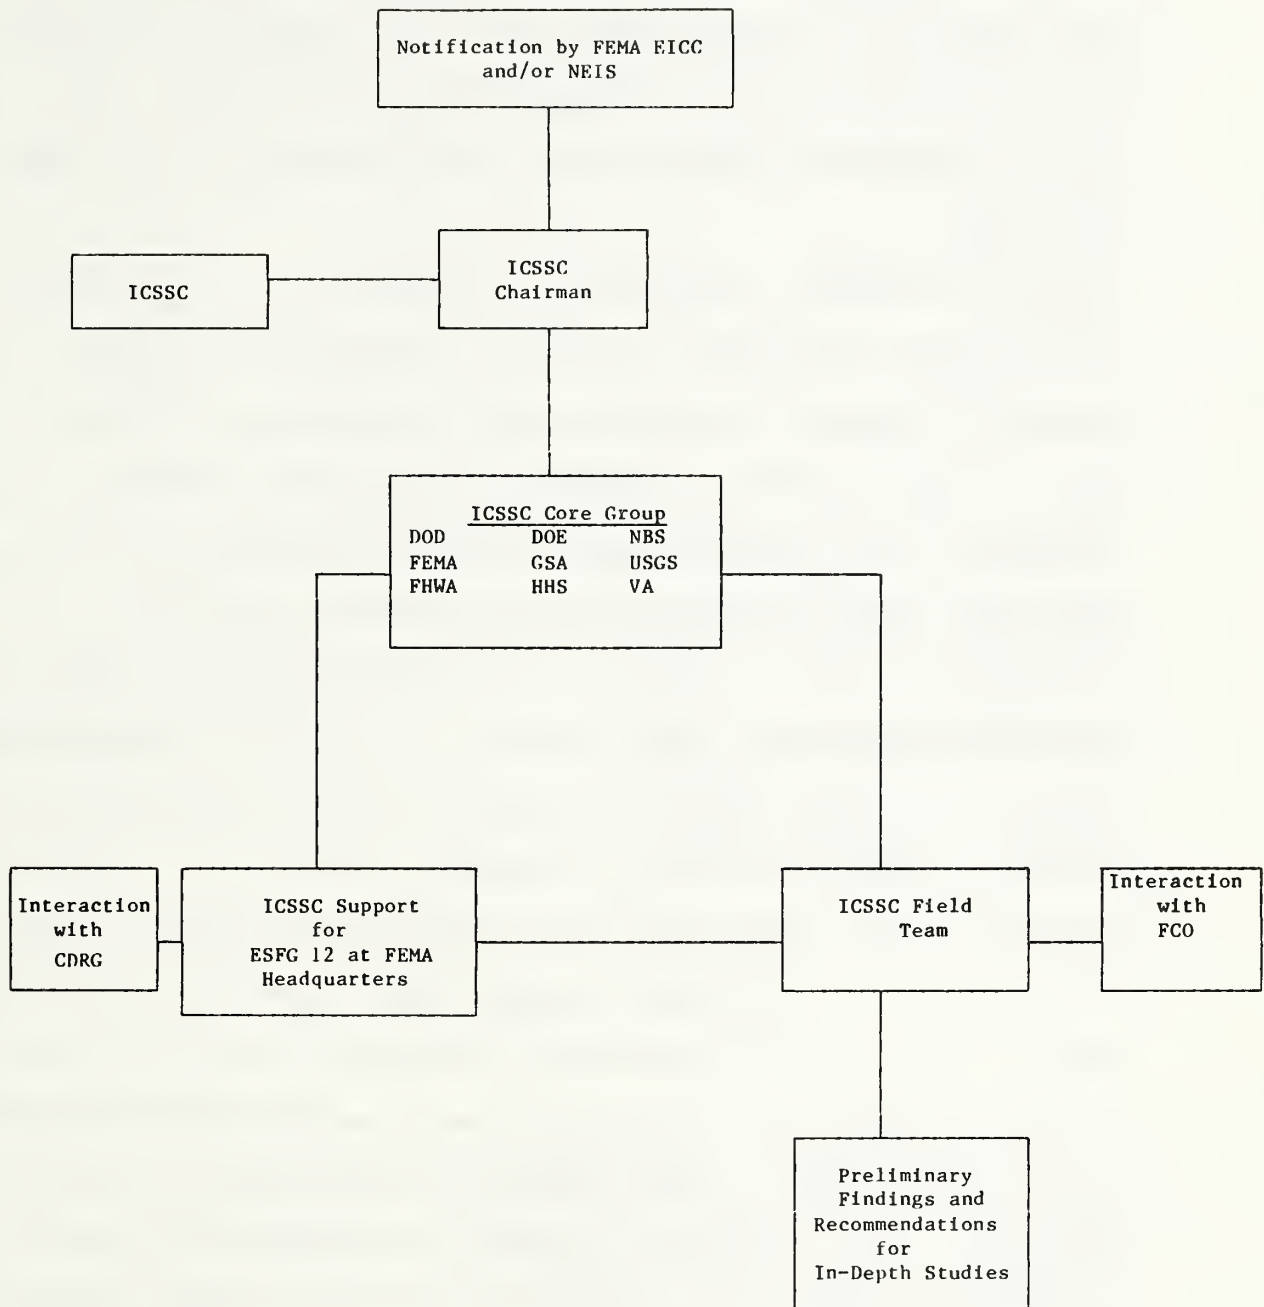 Notification by FEMA EICC
and/or NEIS
ICSSC
ICSSC
Chairman
ICSSC Core Group
DOD DOE NBS
FEMA GSA USGS
FHWA HHS VA
Interaction
with
CDRG
ICSSC Support
for
ESFG 12 at FEMA
Headquarters
ICSSC Field
Team
Interaction
with
FCO
Preliminary
Findings and
Recommendations
for
In-Depth Studies